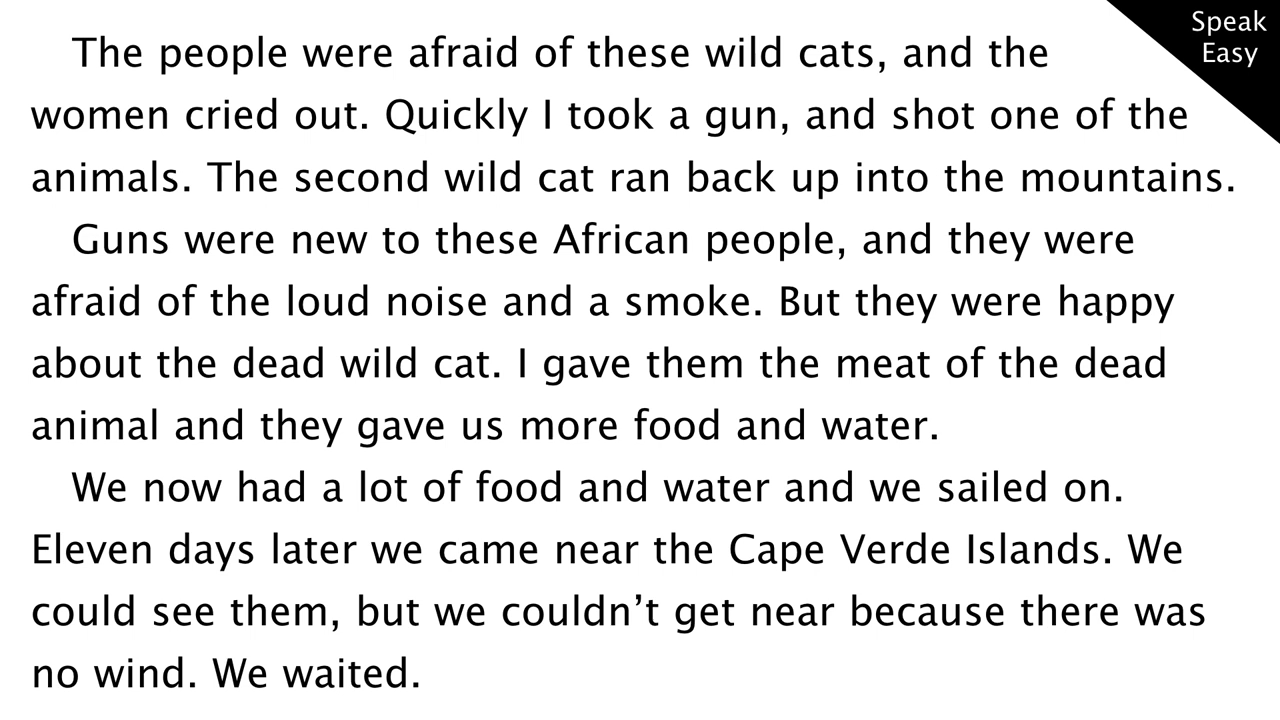 Speak
Easy
The people were afraid of these wild cats, and the
women cried out. Quickly I took a gun, and shot one of the
animals. The second wild cat ran back up into the mountains.
Guns were new to these African people, and they were
afraid of the loud noise and a smoke. But they were happy
about the dead wild cat. I gave them the meat of the dead
animal and they gave us more food and water.
We now had a lot of food and water and we sailed on.
Eleven days later we came near the Cape Verde Islands. We
could see them, but we couldn’t get near because there was
no wind. We waited.